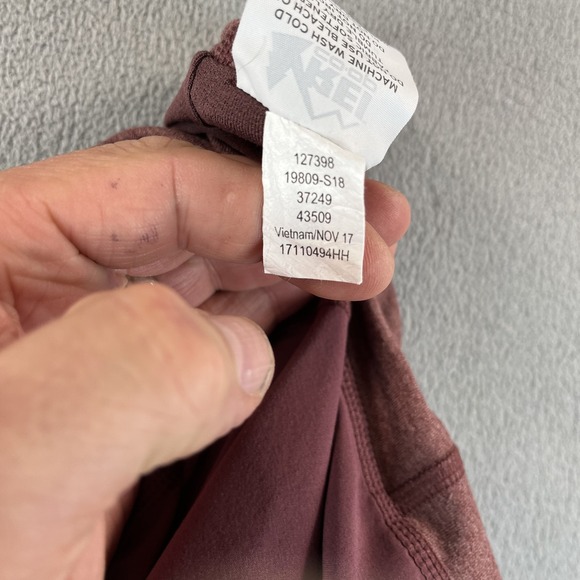 MACHINE WASH COLD
REI
127398
19809-S18
37249
43509
Vietnam/NOV 17
17110494HH